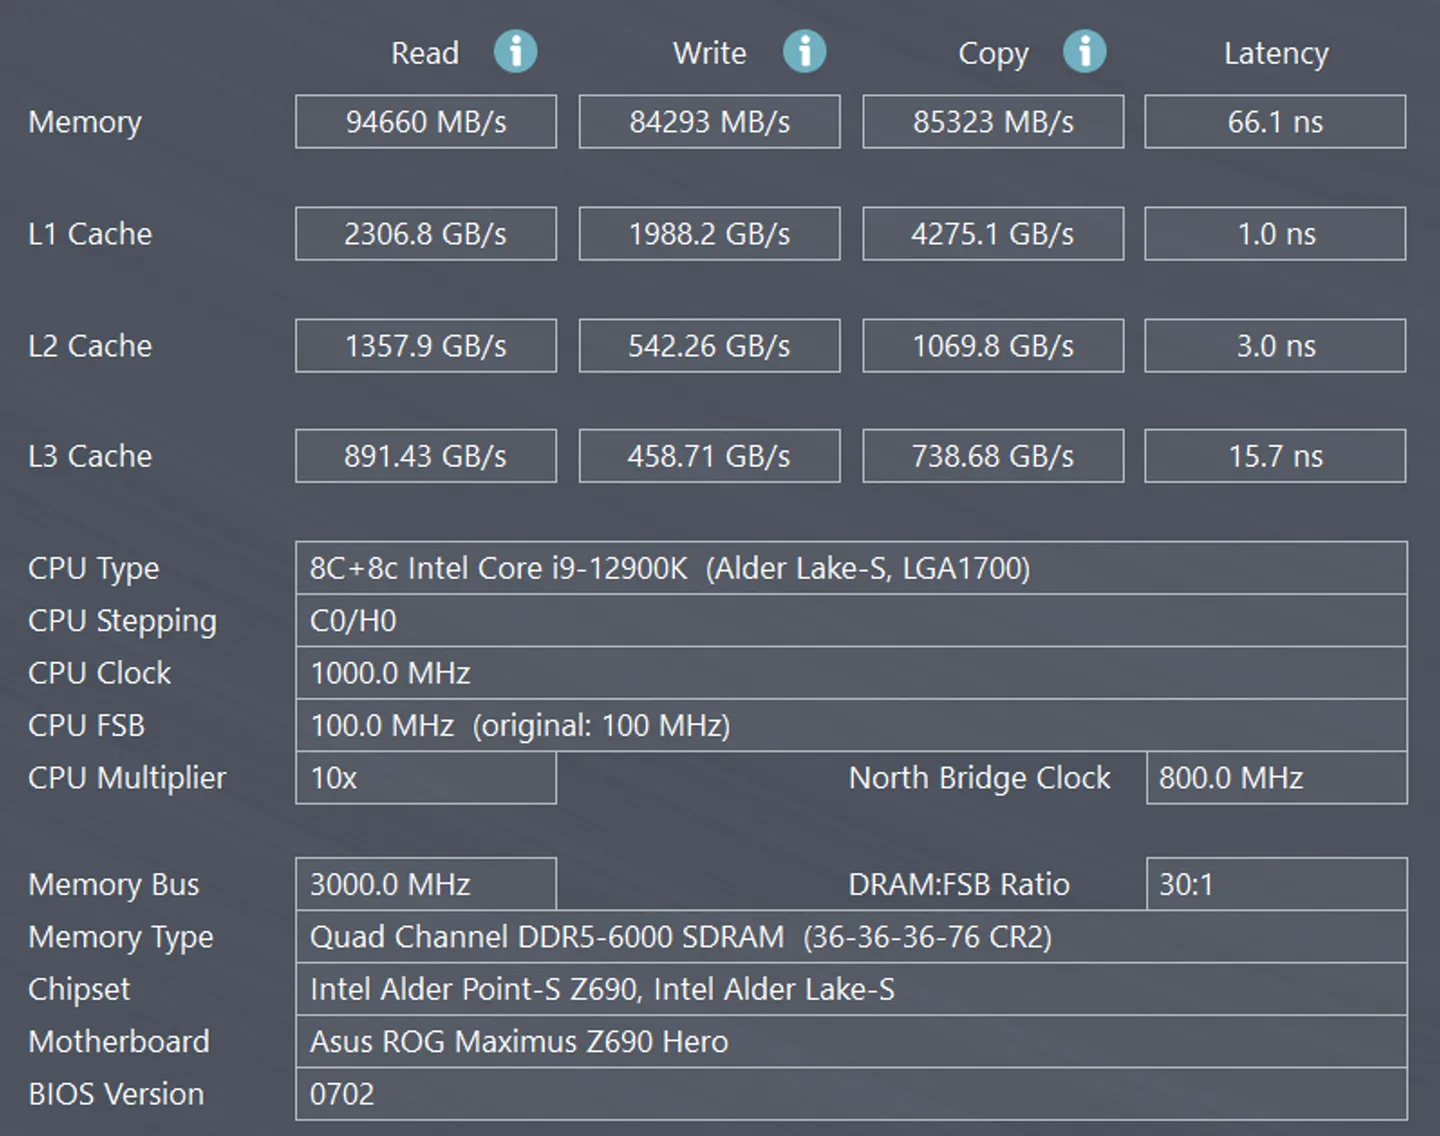 Read Write Copy Latency
Memory 94660 MB/s 84293 MB/s 85323 MB/s 66.1 ns
L1 Cache 2306.8 GB/s 1988.2 GB/s 4275.1 GB/s 1.0 ns
L2 Cache 1357.9 GB/s 542.26 GB/s 1069.8 GB/s 3.0 ns
L3 Cache 891.43 GB/s 458.71 GB/s 738.68 GB/s 15.7 ns
CPU Type 8C+8c Intel Core i9-12900K (Alder Lake-S, LGA1700)
CPU Stepping C0/H0
CPU Clock 1000.0 MHz
CPU FSB 100.0 MHz (original: 100 MHz)
CPU Multiplier 10x North Bridge Clock 800.0 MHz
Memory Bus 3000.0 MHz DRAM:FSB Ratio 30:1
Memory Type Quad Channel DDR5-6000 SDRAM (36-36-36-76 CR2)
Chipset Intel Alder Point-S Z690, Intel Alder Lake-S
Motherboard Asus ROG Maximus Z690 Hero
BIOS Version 0702